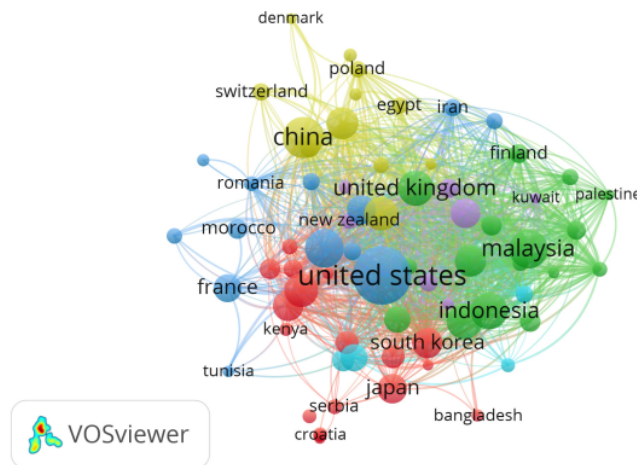 denmark
poland
switzerland
egypt
iran
china
finland
romania
united kingdom
kuwait
palestine
new zealand
morocco
malaysia
france
united states
indonesia
kenya
south korea
tunisia
japan
serbia
bangladesh
croatia
VOSviewer